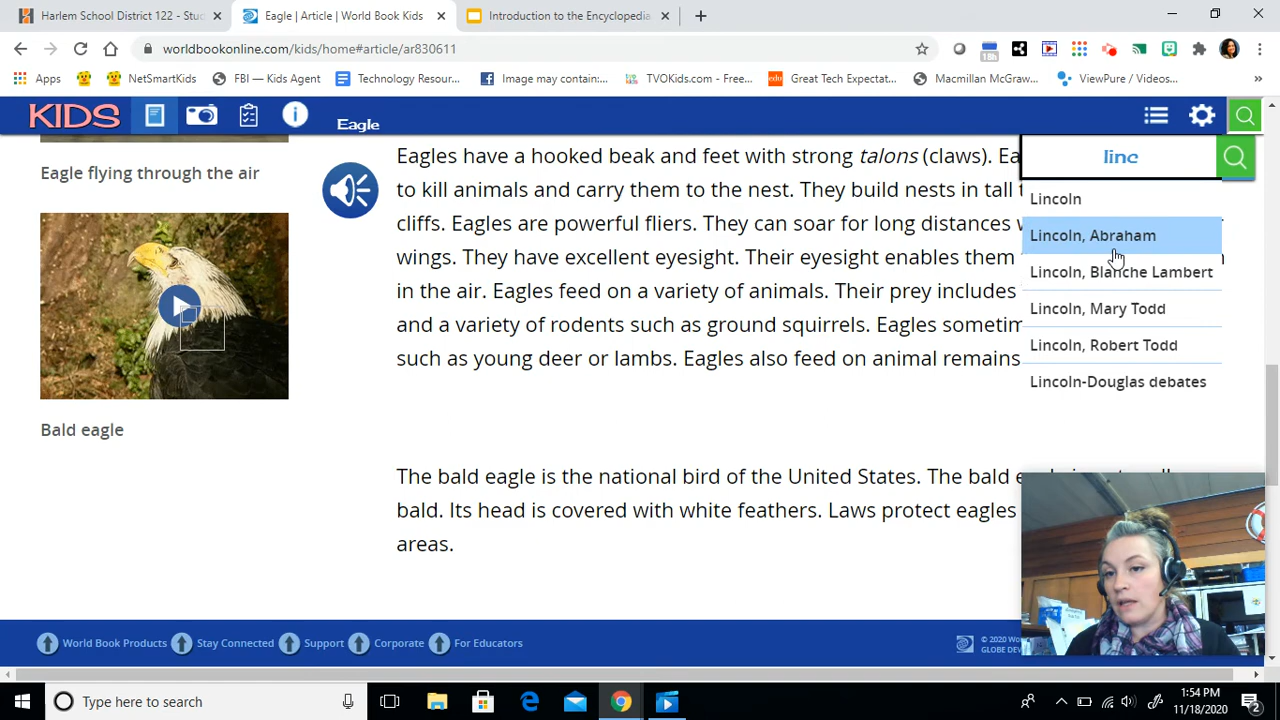 Harlem School District 122 - Stuc
Eagle | Article | World Book Kids
Introduction to the Encyclopedia
worldbookonline.com/kids/home#article/ar830611
18h
Apps
NetSmartKids
FBI — Kids Agent
Technology Resour...
Image may contain:...
TVOKids.com - Free...
edu
Great Tech Expectat...
Macmillan McGraw...
ViewPure / Videos...
»
KIDS
Eagle
linc
Lincoln
Lincoln, Abraham
Lincoln, Blanche Lambert
Lincoln, Mary Todd
Lincoln, Robert Todd
Lincoln-Douglas debates
Eagle flying through the air
Bald eagle
Eagles have a hooked beak and feet with strong talons (claws). Ea
to kill animals and carry them to the nest. They build nests in tall t
cliffs. Eagles are powerful fliers. They can soar for long distances w
wings. They have excellent eyesight. Their eyesight enables them
in the air. Eagles feed on a variety of animals. Their prey includes
and a variety of rodents such as ground squirrels. Eagles sometim
such as young deer or lambs. Eagles also feed on animal remains
The bald eagle is the national bird of the United States. The bald
bald. Its head is covered with white feathers. Laws protect eagles
areas.
World Book Products
Stay Connected
Support
Corporate
For Educators
© 2020 Wor
GLOBE DEV
Type here to search
1:54 PM
11/18/2020
2